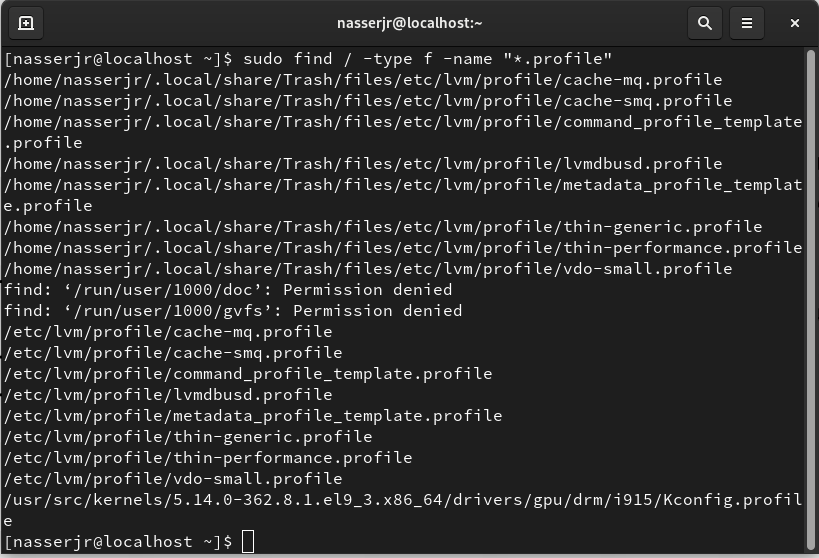 nasserjr@localhost:~
[nasserjr@localhost ~]$ sudo find / -type f -name "*.profile"
/home/nasserjr/.local/share/Trash/files/etc/lvm/profile/cache-mq.profile
/home/nasserjr/.local/share/Trash/files/etc/lvm/profile/cache-smq.profile
/home/nasserjr/.local/share/Trash/files/etc/lvm/profile/command_profile_template
.profile
/home/nasserjr/.local/share/Trash/files/etc/lvm/profile/lvmdbusd.profile
/home/nasserjr/.local/share/Trash/files/etc/lvm/profile/metadata_profile_templat
e.profile
/home/nasserjr/.local/share/Trash/files/etc/lvm/profile/thin-generic.profile
/home/nasserjr/.local/share/Trash/files/etc/lvm/profile/thin-performance.profile
/home/nasserjr/.local/share/Trash/files/etc/lvm/profile/vdo-small.profile
find: ‘/run/user/1000/doc’: Permission denied
find: ‘/run/user/1000/gvfs’: Permission denied
/etc/lvm/profile/cache-mq.profile
/etc/lvm/profile/cache-smq.profile
/etc/lvm/profile/command_profile_template.profile
/etc/lvm/profile/lvmdbusd.profile
/etc/lvm/profile/metadata_profile_template.profile
/etc/lvm/profile/thin-generic.profile
/etc/lvm/profile/thin-performance.profile
/etc/lvm/profile/vdo-small.profile
/usr/src/kernels/5.14.0-362.8.1.el9_3.x86_64/drivers/gpu/drm/i915/Kconfig.profil
e
[nasserjr@localhost ~]$